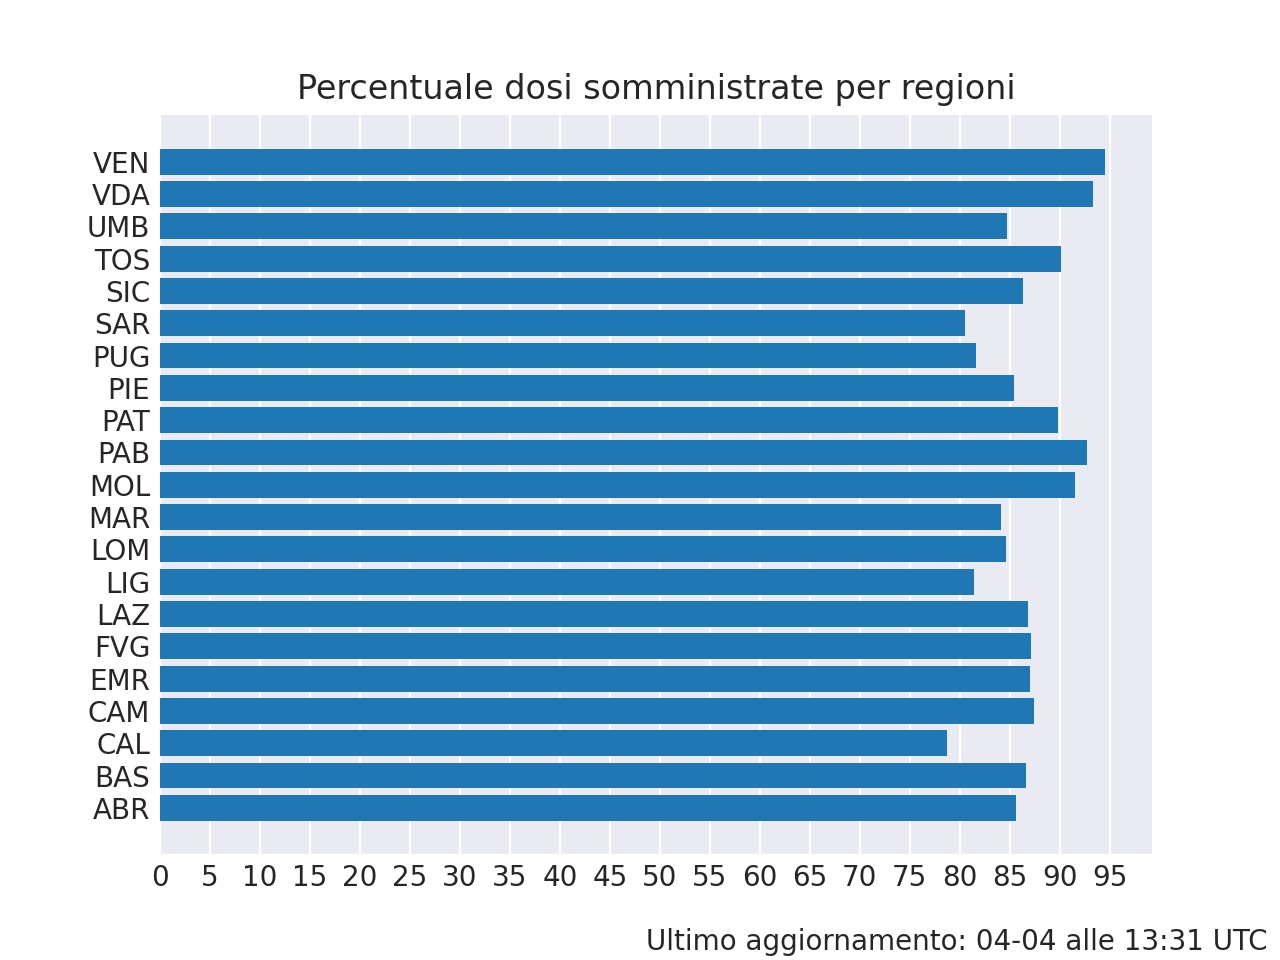 Percentuale dosi somministrate per regioni
VEN
VDA
UMB
TOS
SIC
SAR
PUG
PIE
PAT
PAB
MOL
MAR
LOM
LIG
LAZ
FVG
EMR
CAM
CAL
BAS
ABR
0 5 10 15 20 25 30 35 40 45 50 55 60 65 70 75 80 85 90 95
Ultimo aggiornamento: 04-04 alle 13:31 UTC